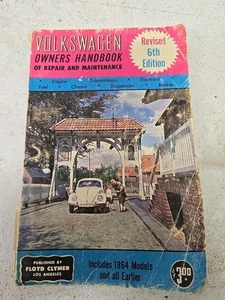 VOLKSWAGEN
OWNERS HANDBOOK
OF REPAIR AND MAINTENANCE
Revised
6th
Edition
Engine • Transmission • Electrical
Fuel • Chassis • Suspension • Brakes
PUBLISHED BY
FLOYD CLYMER
LOS ANGELES
Includes 1964 Models
and all Earlier
$3.00